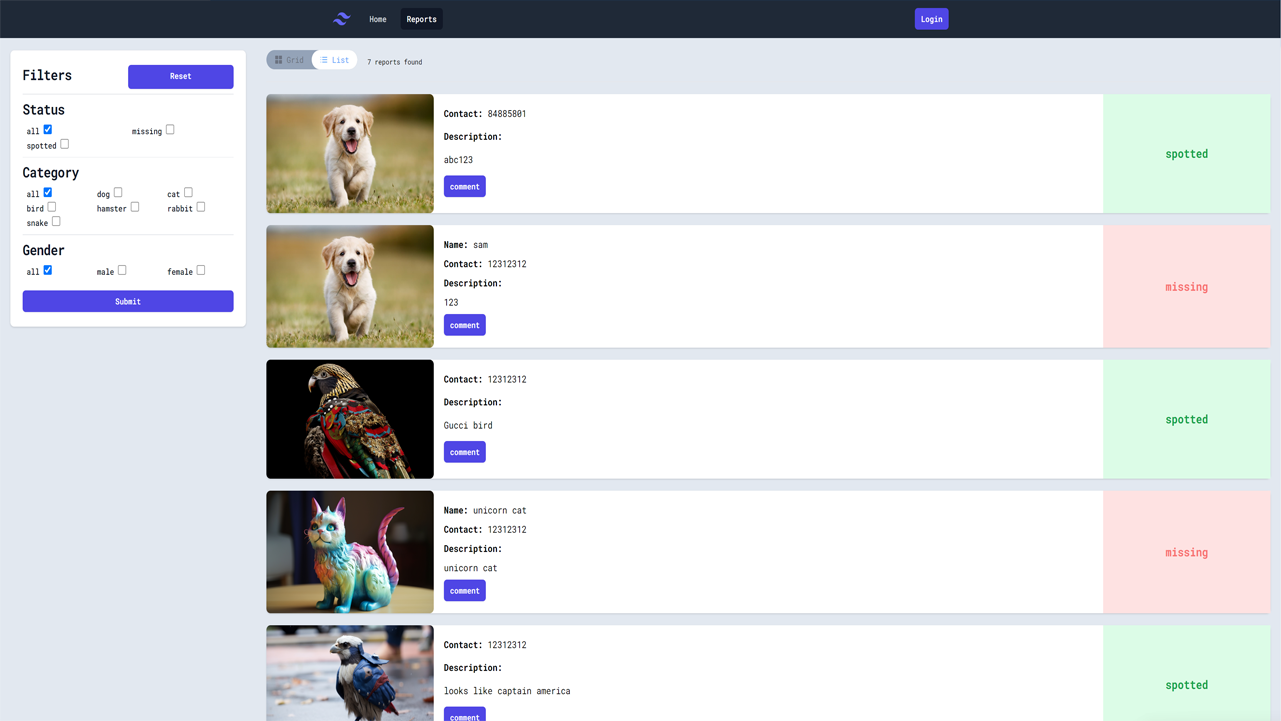 Home Reports Login
Filters Reset
Status
all missing
spotted
Category
all dog cat
bird hamster rabbit
snake
Gender
all male female
Submit
Grid List 7 reports found
Contact: 84885801
Description:
abc123
comment
spotted
Name: sam
Contact: 12312312
Description:
123
comment
missing
Contact: 12312312
Description:
Gucci bird
comment
spotted
Name: unicorn cat
Contact: 12312312
Description:
unicorn cat
comment
missing
Contact: 12312312
Description:
looks like captain america
comment
spotted